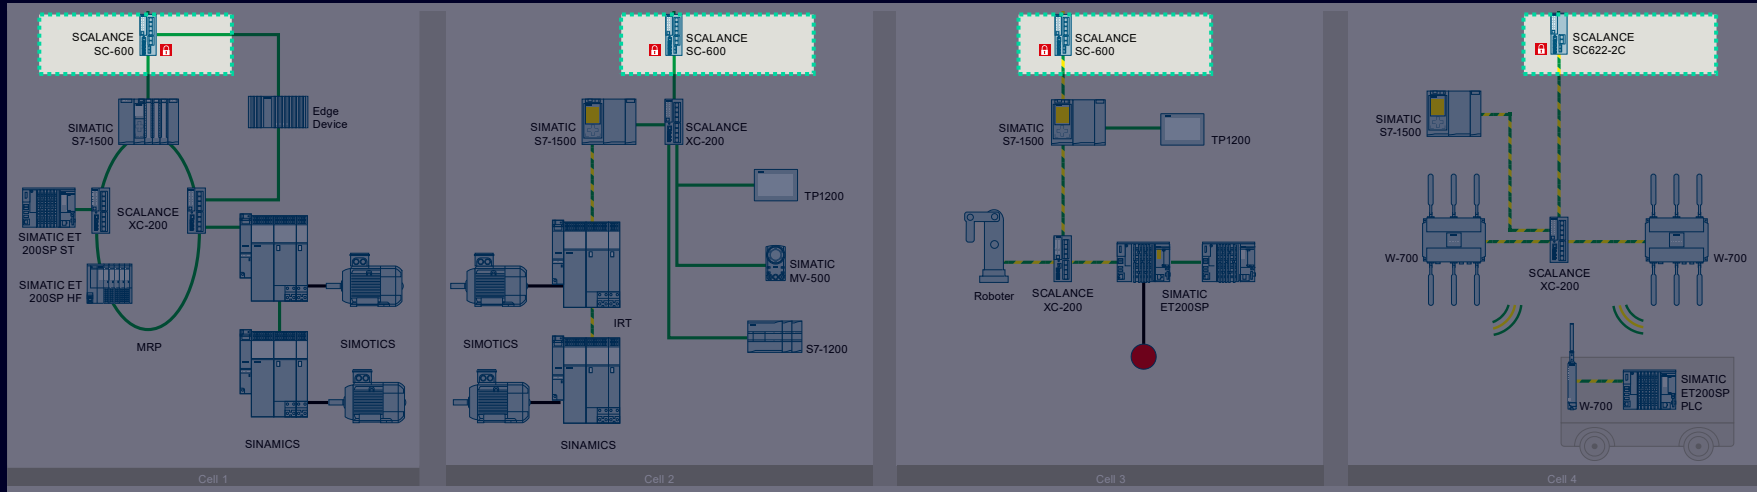 SCALANCE
SC-600
SIMATIC
S7-1500
Edge
Device
SCALANCE
XC-200
SIMATIC ET
200SP ST
SIMATIC ET
200SP HF
MRP
SIMOTICS
SINAMICS
Cell 1
SCALANCE
SC-600
SIMATIC
S7-1500
SCALANCE
XC-200
TP1200
SIMATIC
MV-500
IRT
SIMOTICS
S7-1200
SINAMICS
Cell 2
SCALANCE
SC-600
SIMATIC
S7-1500
TP1200
Roboter
SCALANCE
XC-200
SIMATIC
ET200SP
Cell 3
SCALANCE
SC622-2C
SIMATIC
S7-1500
W-700
W-700
SCALANCE
XC-200
W-700
SIMATIC
ET200SP
PLC
Cell 4